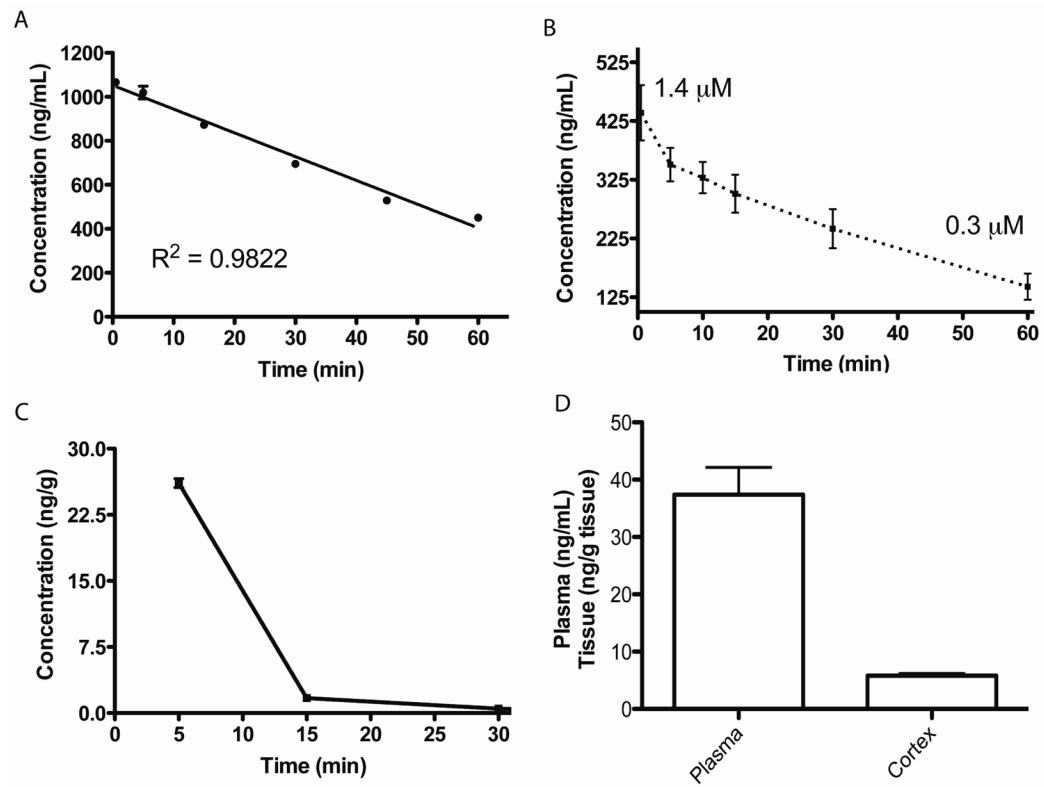 A
Concentration (ng/mL)
1200
1000
800
600
400
200
0
R² = 0.9822
0 10 20 30 40 50 60
Time (min)
B
Concentration (ng/mL)
525
425
325
225
125
1.4 μM
0.3 μM
0 10 20 30 40 50 60
Time (min)
C
Concentration (ng/g)
30.0
22.5
15.0
7.5
0.0
0 5 10 15 20 25 30
Time (min)
D
Plasma (ng/mL)
Tissue (ng/g tissue)
50
40
30
20
10
0
Plasma
Cortex